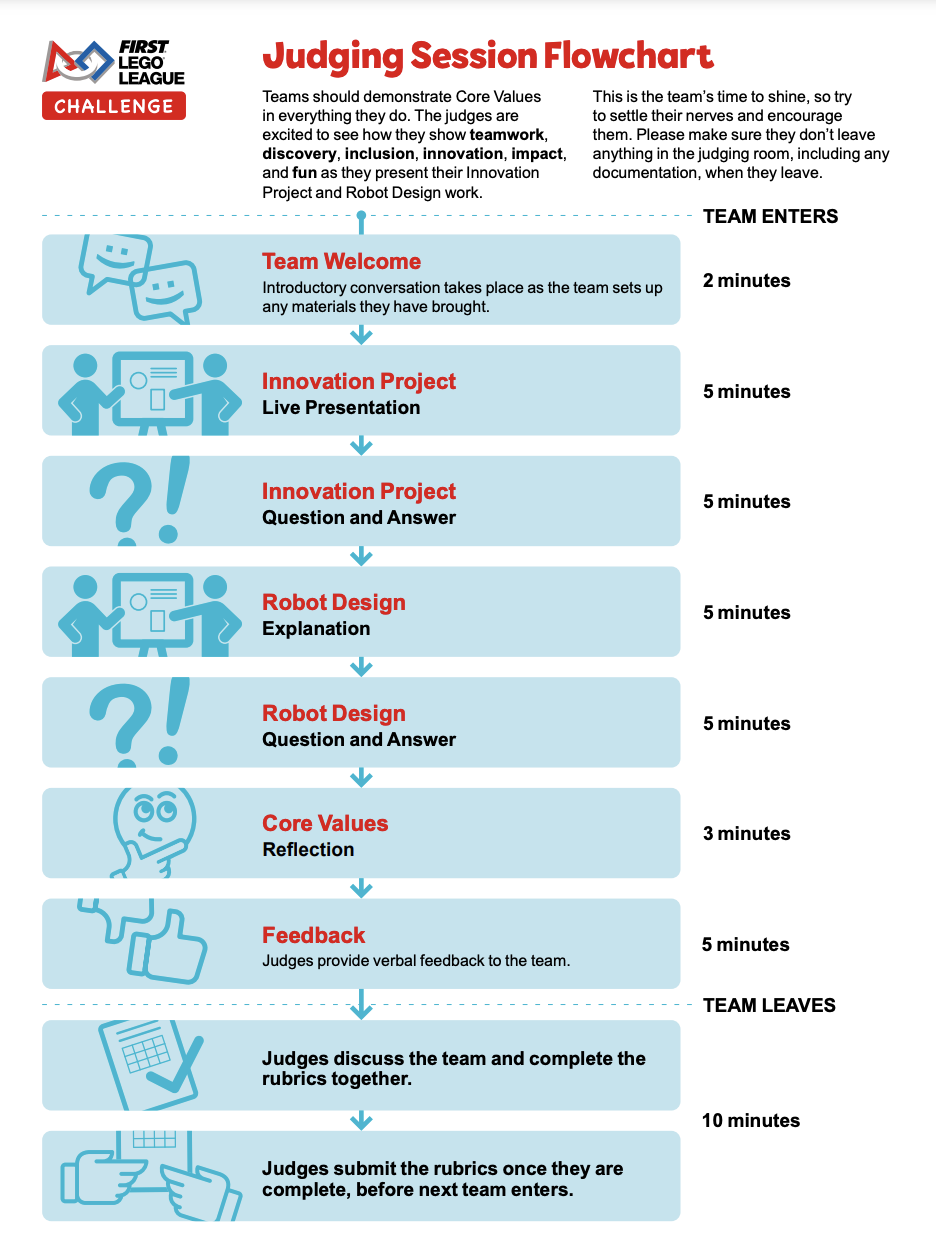 FIRST
LEGO
LEAGUE
CHALLENGE
Judging Session Flowchart
Teams should demonstrate Core Values
in everything they do. The judges are
excited to see how they show teamwork,
discovery, inclusion, innovation, impact,
and fun as they present their Innovation
Project and Robot Design work.
This is the team’s time to shine, so try
to settle their nerves and encourage
them. Please make sure they don’t leave
anything in the judging room, including any
documentation, when they leave.
TEAM ENTERS
Team Welcome
Introductory conversation takes place as the team sets up
any materials they have brought.
2 minutes
Innovation Project
Live Presentation
5 minutes
Innovation Project
Question and Answer
5 minutes
Robot Design
Explanation
5 minutes
Robot Design
Question and Answer
5 minutes
Core Values
Reflection
3 minutes
Feedback
Judges provide verbal feedback to the team.
5 minutes
TEAM LEAVES
Judges discuss the team and complete the
rubrics together.
10 minutes
Judges submit the rubrics once they are
complete, before next team enters.